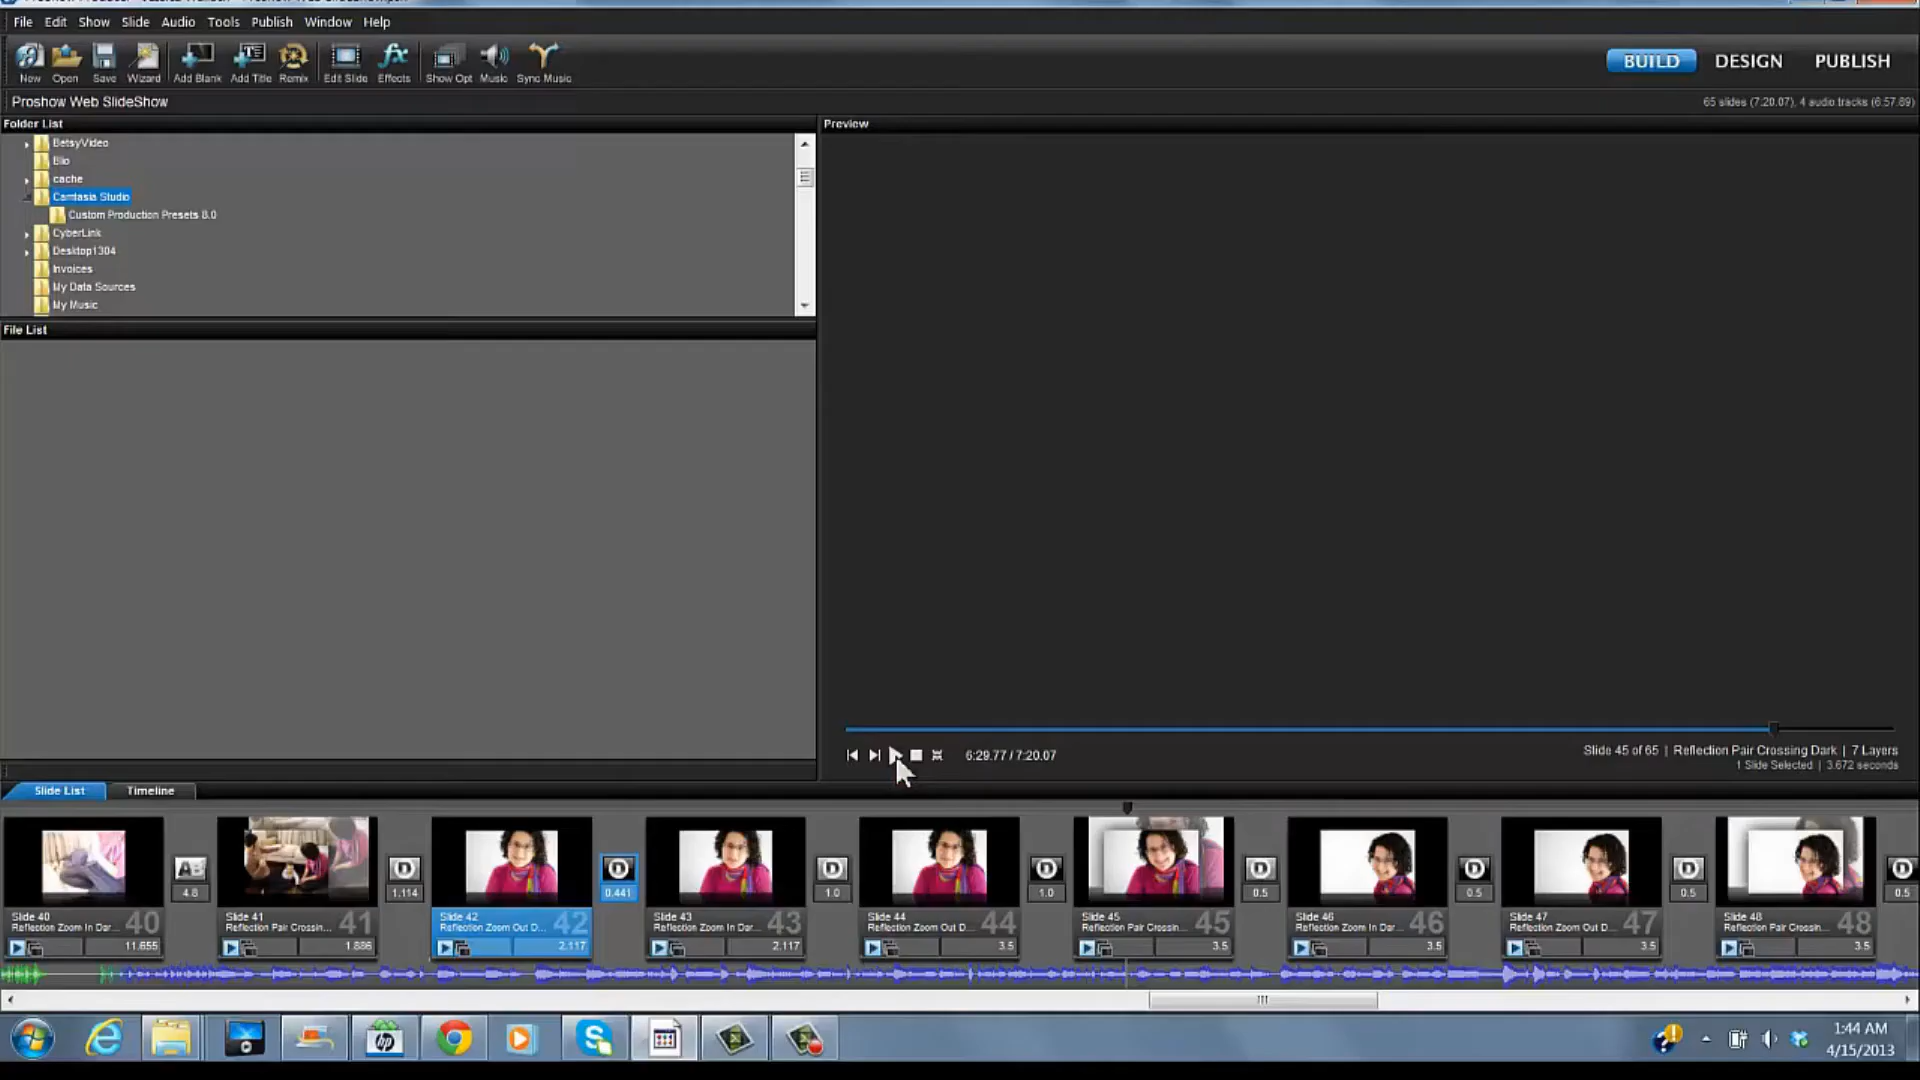 File Edit Show Slide Audio Tools Publish Window Help
New Open Save Wizard Add Blank Add Title Remix Edit Slide Effects Show Opt Music Sync Music
BUILD DESIGN PUBLISH
Proshow Web SlideShow
65 slides (7:20.07), 4 audio tracks (6:57.89)
Folder List
Preview
BetsyVideo
Blio
cache
Camtasia Studio
Custom Production Presets 8.0
CyberLink
Desktop1304
Invoices
My Data Sources
My Music
File List
6:29.77 / 7:20.07
Slide 45 of 65 | Reflection Pair Crossing Dark | 7 Layers
1 Slide Selected | 3.672 seconds
Slide List Timeline
AB D D D D D D D D
4.8 1.114 0.441 1.0 1.0 0.5 0.5 0.5 0.5
Slide 40 Slide 41 Slide 42 Slide 43 Slide 44 Slide 45 Slide 46 Slide 47 Slide 48
40 41 42 43 44 45 46 47 48
Reflection Zoom In Dar... Reflection Pair Crossin... Reflection Zoom Out D... Reflection Zoom In Dar... Reflection Zoom Out D... Reflection Pair Crossin... Reflection Zoom In Dar... Reflection Zoom Out D... Reflection Pair Crossin...
11.655 1.886 2.117 2.117 3.5 3.5 3.5 3.5 3.5
hp
1:44 AM
4/15/2013